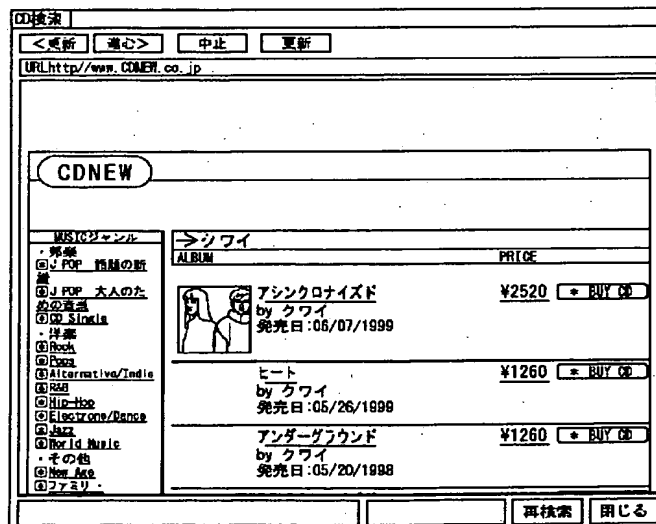 CD検索
<更新 進む> 中止 更新
URLhttp//www.CDNEW.co.jp
CDNEW
MUSICジャンル
・邦楽
J POP 話題の新
譜
J POP 大人のた
めの音楽
CD Single
・洋楽
Rock
Pops
Alternativa/Indie
R&B
Hip-Hop
Electrons/Dance
Jazz
World Music
・その他
New Age
ファミリ・
→シワイ
ALBUM PRICE
アシンクロナイズド ¥2520 * BUY CD
by クワイ
発売日:06/07/1999
ヒート ¥1260 * BUY CD
by クワイ
発売日:05/26/1999
アンダーグラウンド ¥1260 * BUY CD
by クワイ
発売日:05/20/1998
再検索 閉じる